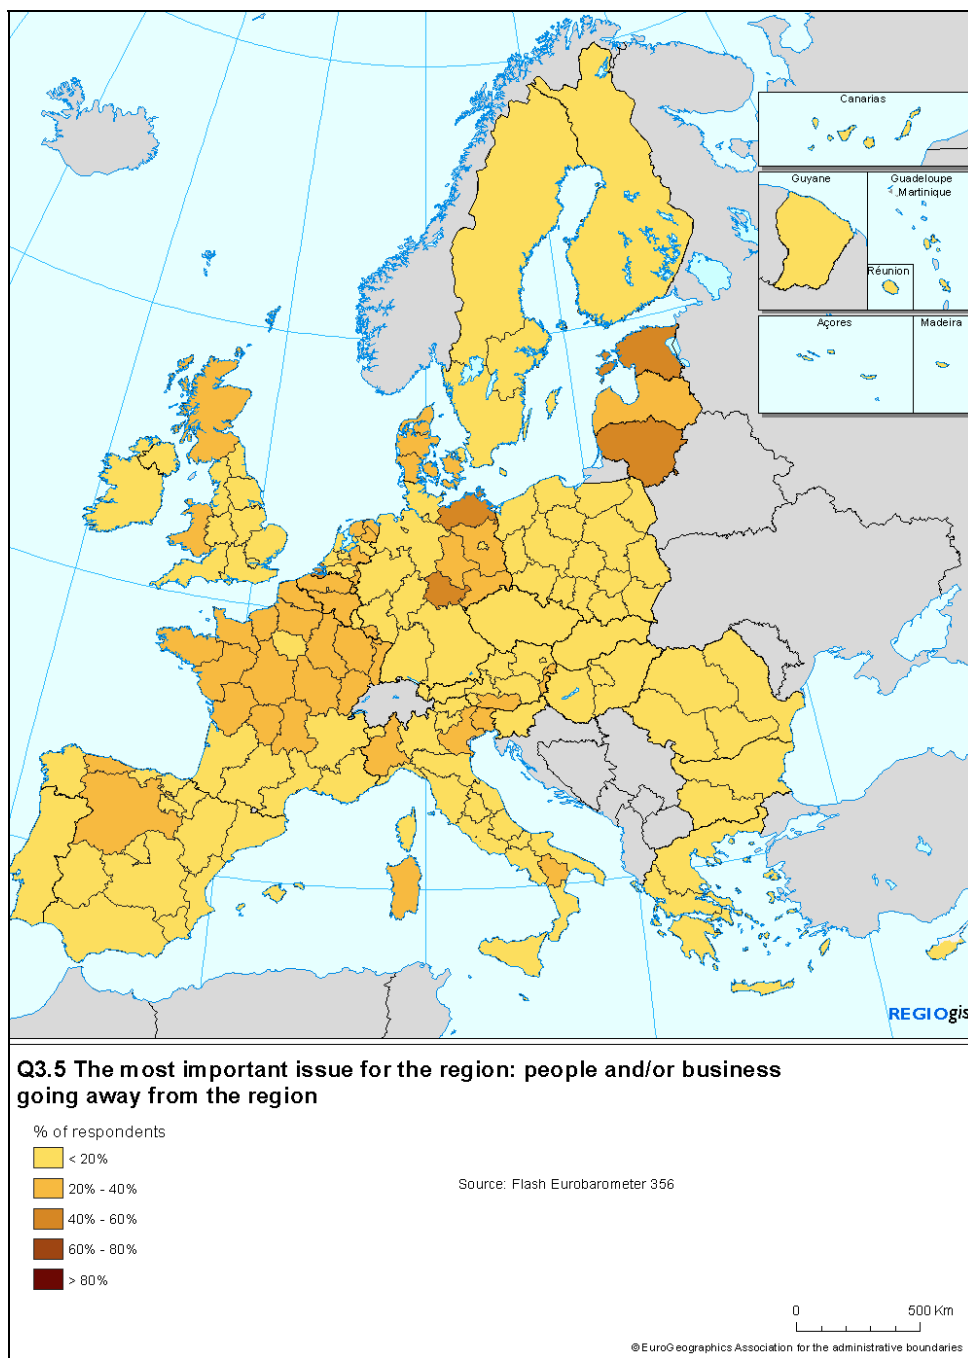 Canarias
Guyane
Guadeloupe
Martinique
Réunion
Açores
Madeira
REGIOgis
Q3.5 The most important issue for the region: people and/or business
going away from the region
% of respondents
< 20%
20% - 40%
40% - 60%
60% - 80%
> 80%
Source: Flash Eurobarometer 356
0 500 Km
© EuroGeographics Association for the administrative boundaries